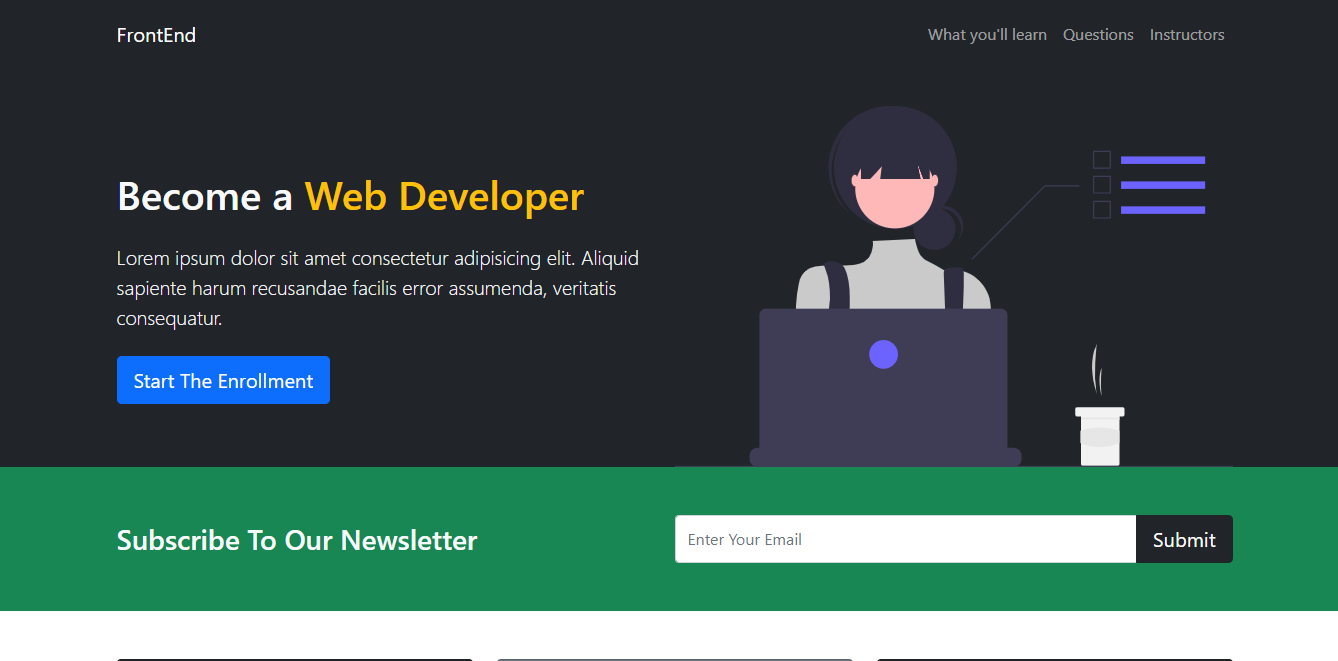 FrontEnd
What you'll learn
Questions
Instructors
Become a Web Developer
Lorem ipsum dolor sit amet consectetur adipisicing elit. Aliquid
sapiente harum recusandae facilis error assumenda, veritatis
consequatur.
Start The Enrollment
Subscribe To Our Newsletter
Enter Your Email
Submit